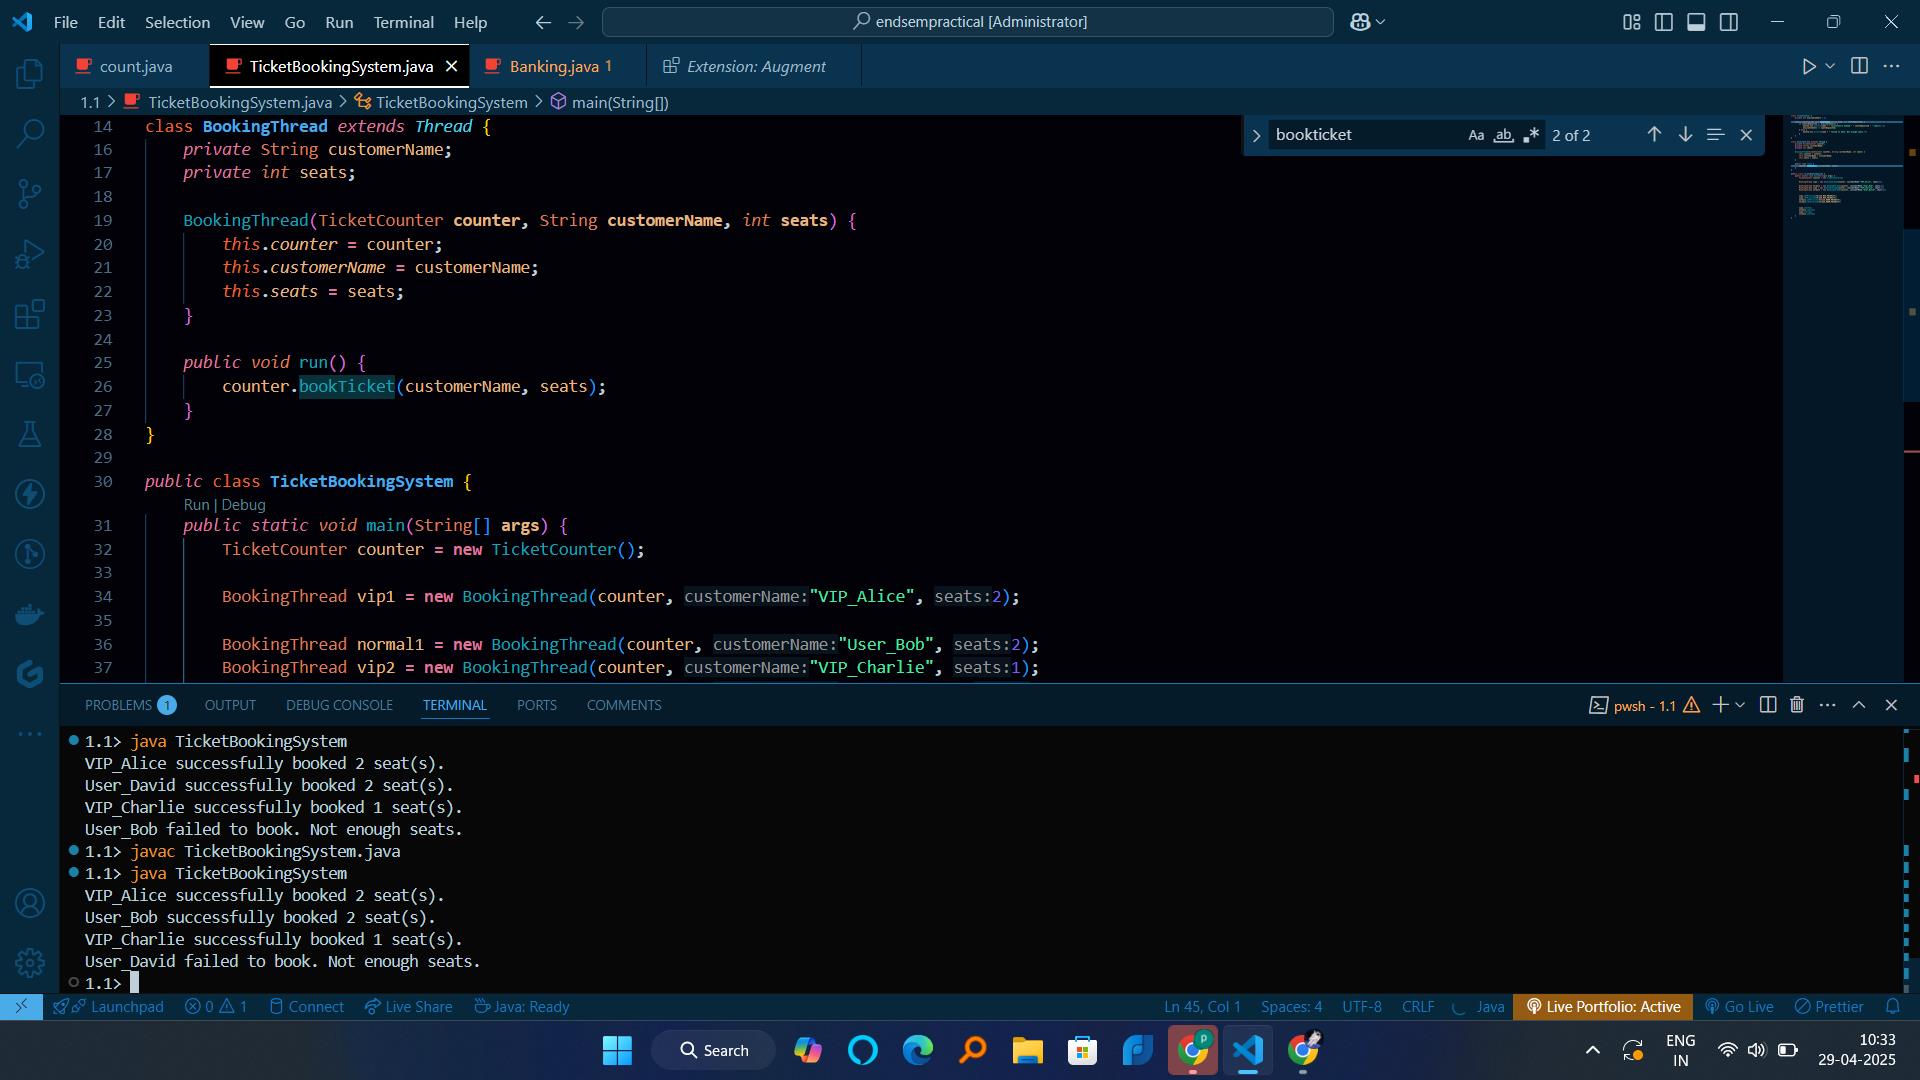 File Edit Selection View Go Run Terminal Help
endsempractical [Administrator]
count.java
TicketBookingSystem.java
Banking.java 1
Extension: Augment
1.1 > TicketBookingSystem.java > TicketBookingSystem > main(String[])
bookticket
Aa ab 2 of 2
14 class BookingThread extends Thread {
16 private String customerName;
17 private int seats;
18
19 BookingThread(TicketCounter counter, String customerName, int seats) {
20 this.counter = counter;
21 this.customerName = customerName;
22 this.seats = seats;
23 }
24
25 public void run() {
26 counter.bookTicket(customerName, seats);
27 }
28 }
29
30 public class TicketBookingSystem {
Run | Debug
31 public static void main(String[] args) {
32 TicketCounter counter = new TicketCounter();
33
34 BookingThread vip1 = new BookingThread(counter, customerName:"VIP_Alice", seats:2);
35
36 BookingThread normal1 = new BookingThread(counter, customerName:"User_Bob", seats:2);
37 BookingThread vip2 = new BookingThread(counter, customerName:"VIP_Charlie", seats:1);
PROBLEMS 1 OUTPUT DEBUG CONSOLE TERMINAL PORTS COMMENTS
pwsh - 1.1
1.1> java TicketBookingSystem
VIP_Alice successfully booked 2 seat(s).
User_David successfully booked 2 seat(s).
VIP_Charlie successfully booked 1 seat(s).
User_Bob failed to book. Not enough seats.
1.1> javac TicketBookingSystem.java
1.1> java TicketBookingSystem
VIP_Alice successfully booked 2 seat(s).
User_Bob successfully booked 2 seat(s).
VIP_Charlie successfully booked 1 seat(s).
User_David failed to book. Not enough seats.
1.1>
Launchpad 0 1 Connect Live Share Java: Ready
Ln 45, Col 1 Spaces: 4 UTF-8 CRLF Java Live Portfolio: Active Go Live Prettier
Search
ENG
IN
10:33
29-04-2025